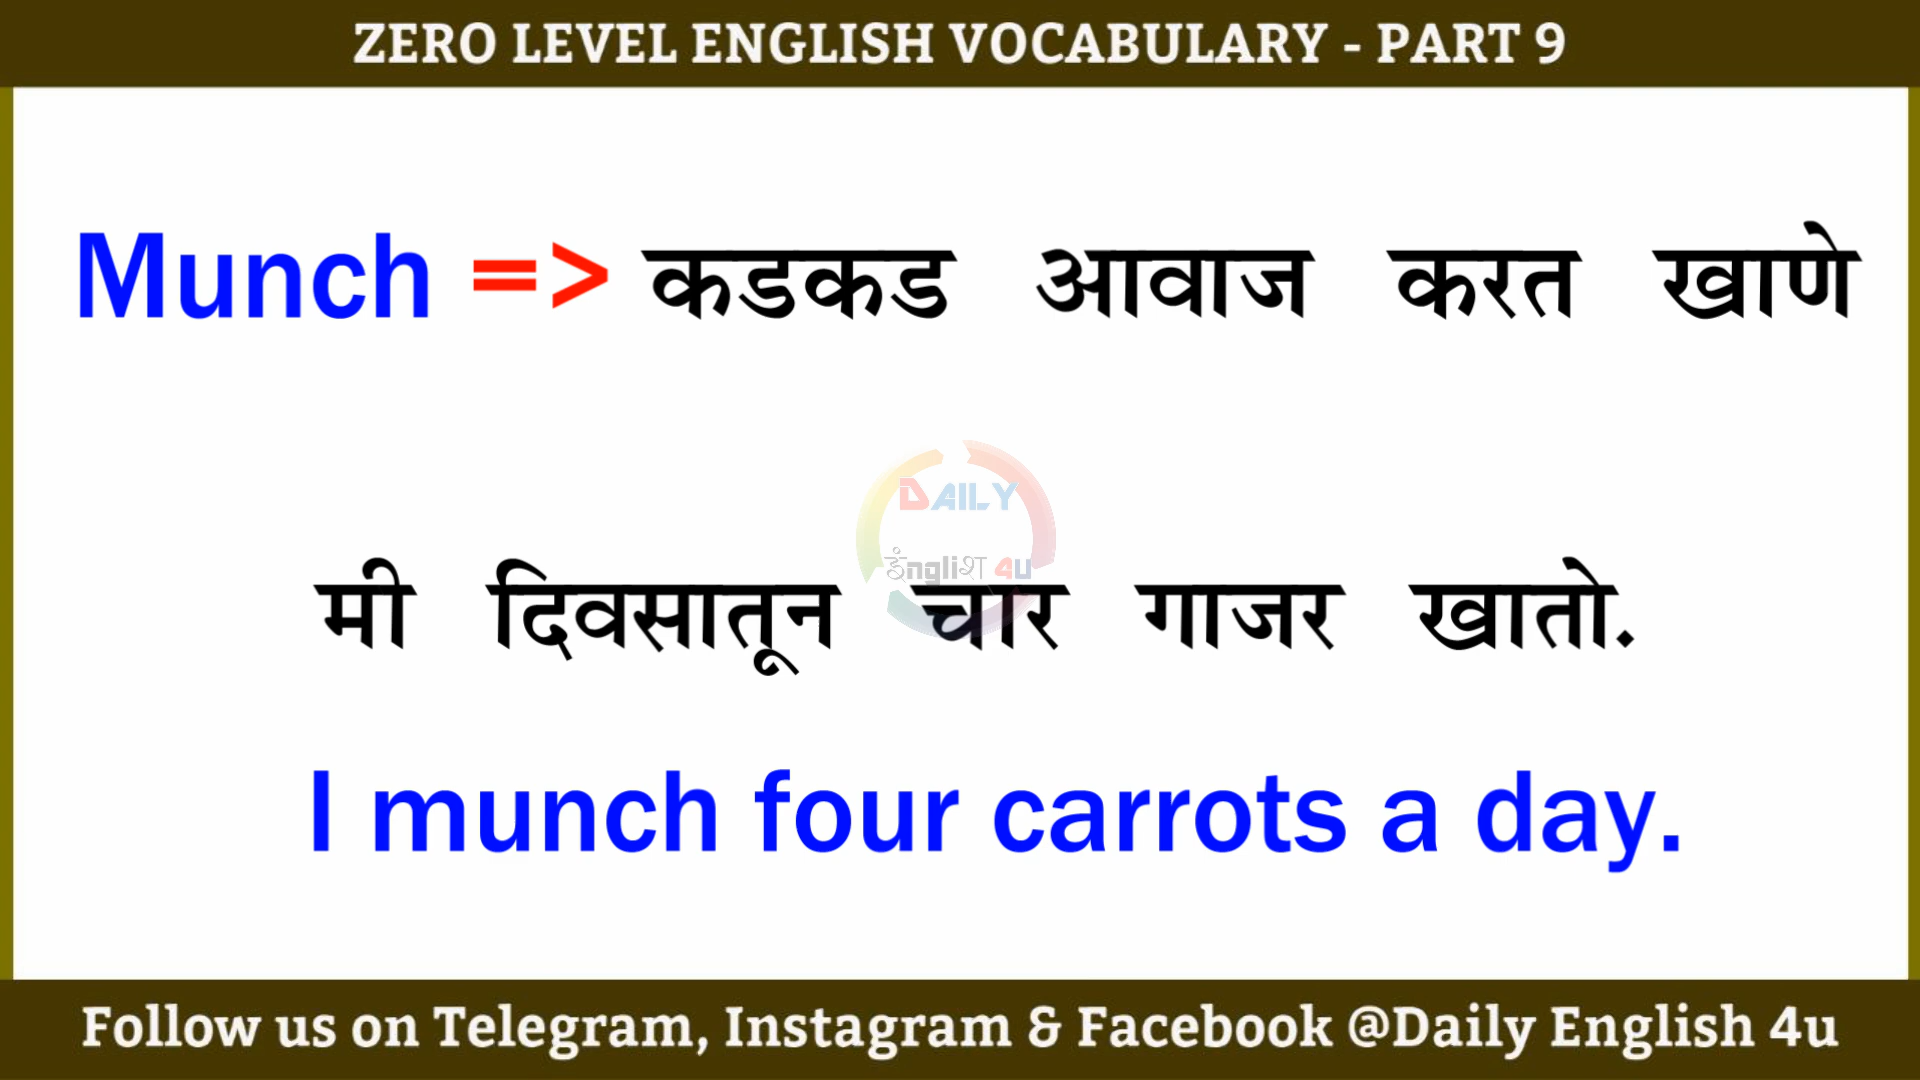 ZERO LEVEL ENGLISH VOCABULARY - PART 9
Munch => कडकड आवाज करत खाणे
DAILY
इंngliश 4u
मी दिवसातून चार गाजर खातो.
I munch four carrots a day.
Follow us on Telegram, Instagram & Facebook @Daily English 4u